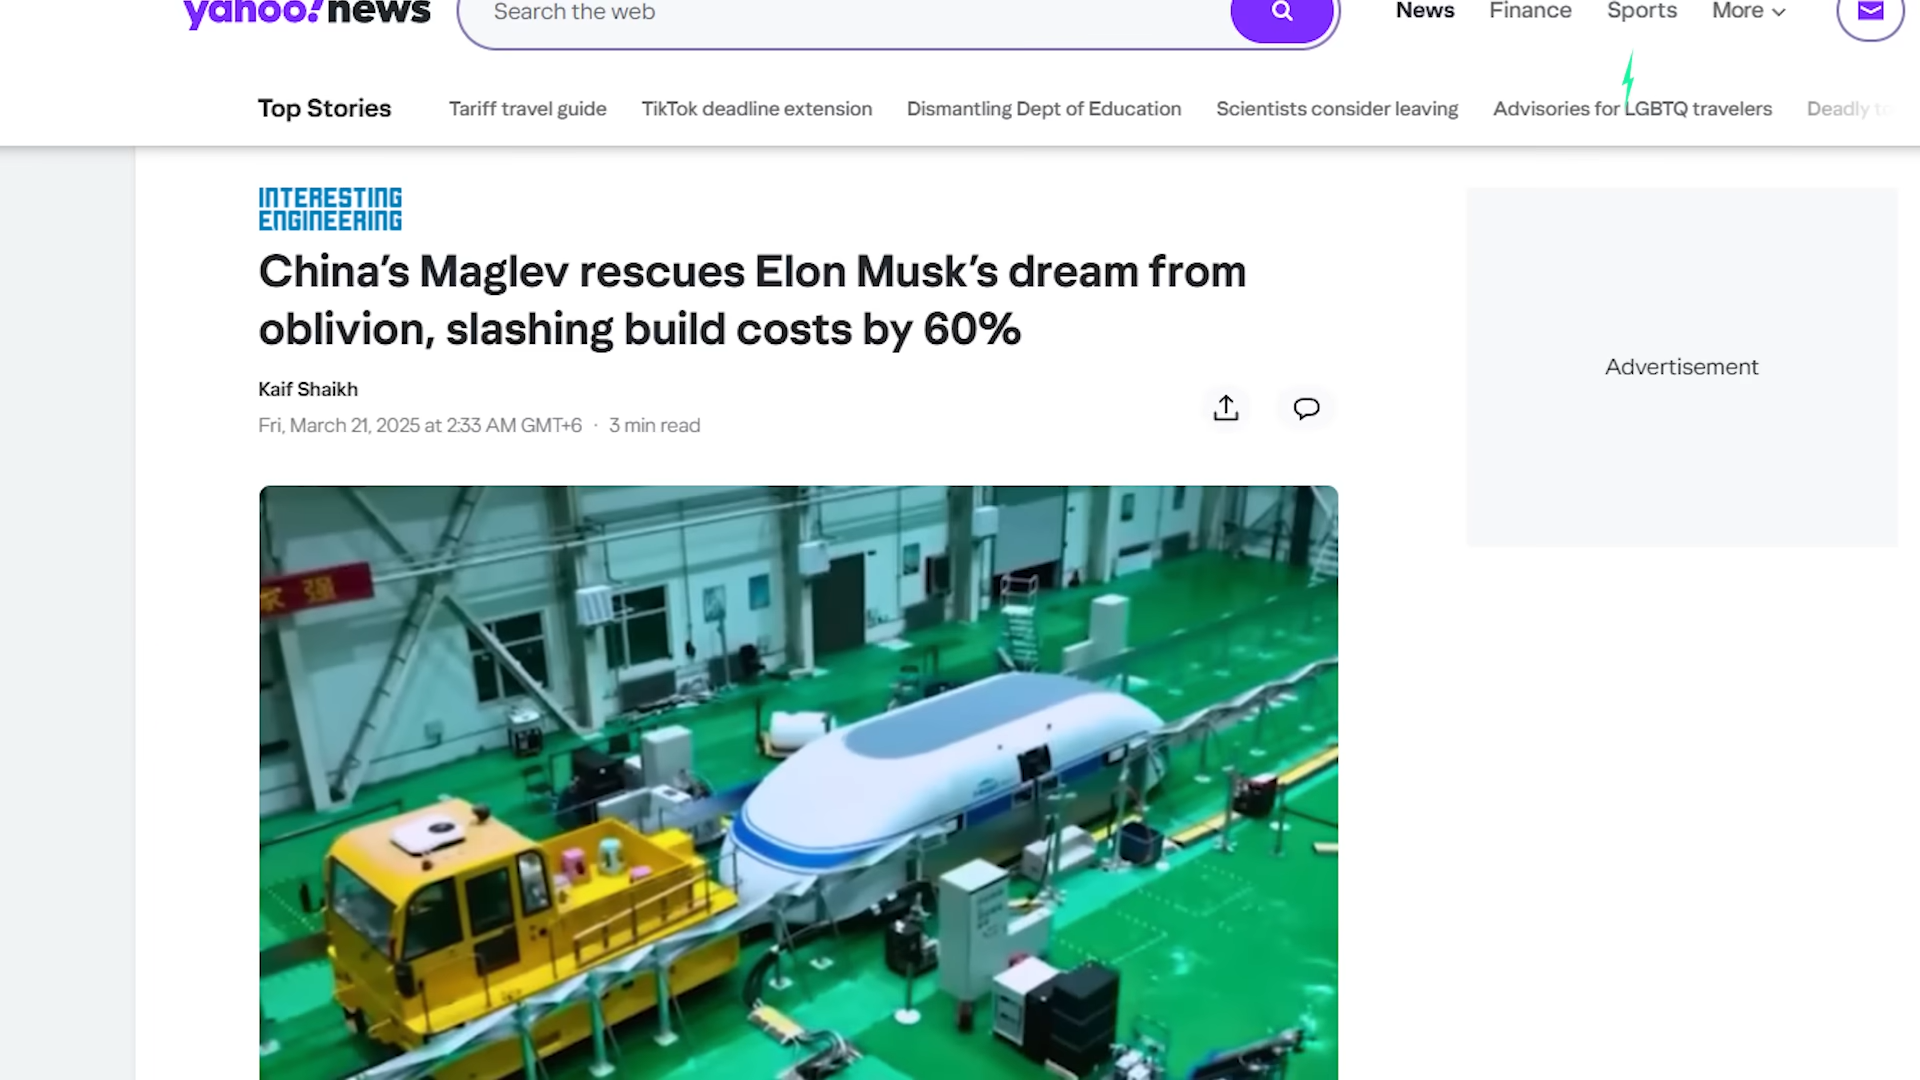 yahoo!news
Search the web
News Finance Sports More
Top Stories Tariff travel guide TikTok deadline extension Dismantling Dept of Education Scientists consider leaving Advisories for LGBTQ travelers Deadly
INTERESTING
ENGINEERING
China’s Maglev rescues Elon Musk’s dream from
oblivion, slashing build costs by 60%
Kaif Shaikh
Fri, March 21, 2025 at 2:33 AM GMT+6 · 3 min read
Advertisement
家 强